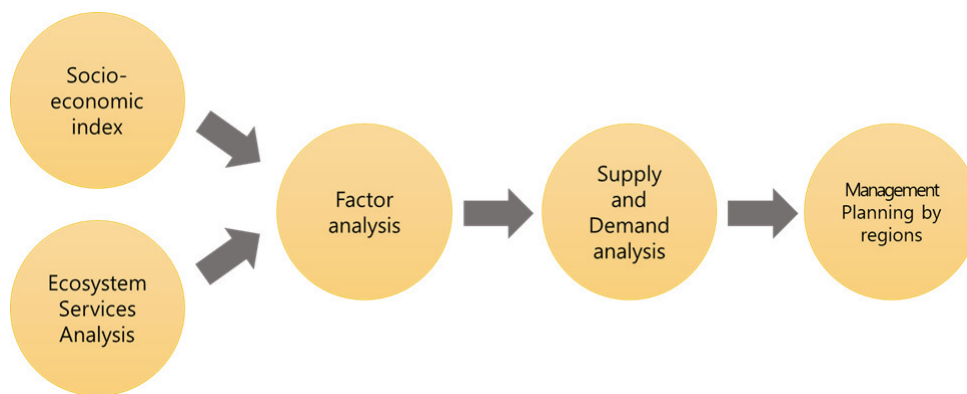 Socio-
economic
index
Ecosystem
Services
Analysis
Factor
analysis
Supply
and
Demand
analysis
Management
Planning by
regions